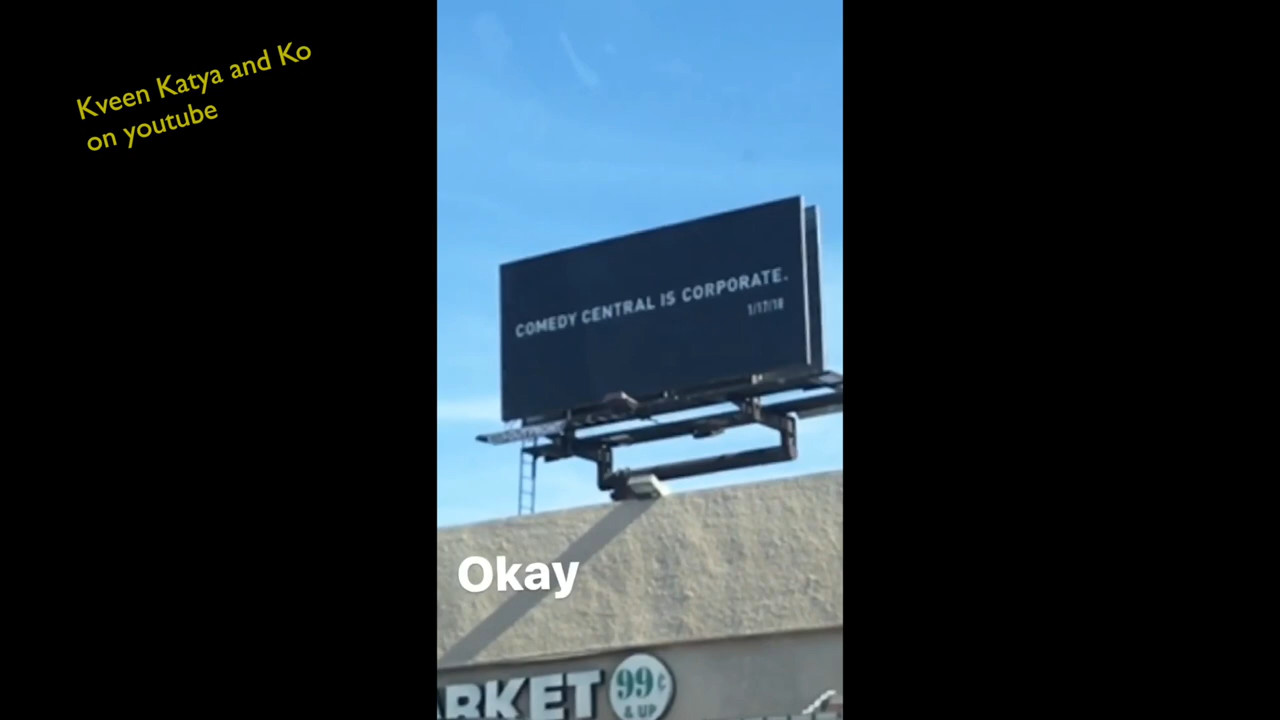 Kveen Katya and Ko
on youtube
COMEDY CENTRAL IS CORPORATE.
1/17/18
Okay
ARKET
99¢
& UP